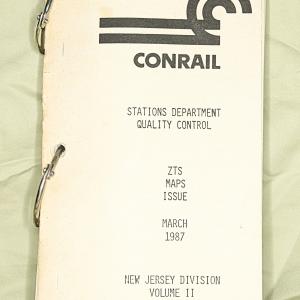 CONRAIL
STATIONS DEPARTMENT
QUALITY CONTROL
ZTS
MAPS
ISSUE
MARCH
1987
NEW JERSEY DIVISION
VOLUME II